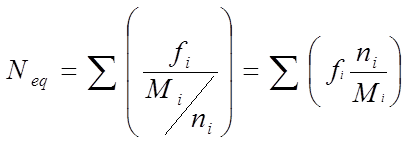 N_eq = ∑ ( f_i / ( M_i / n_i ) ) = ∑ ( f_i n_i / M_i )